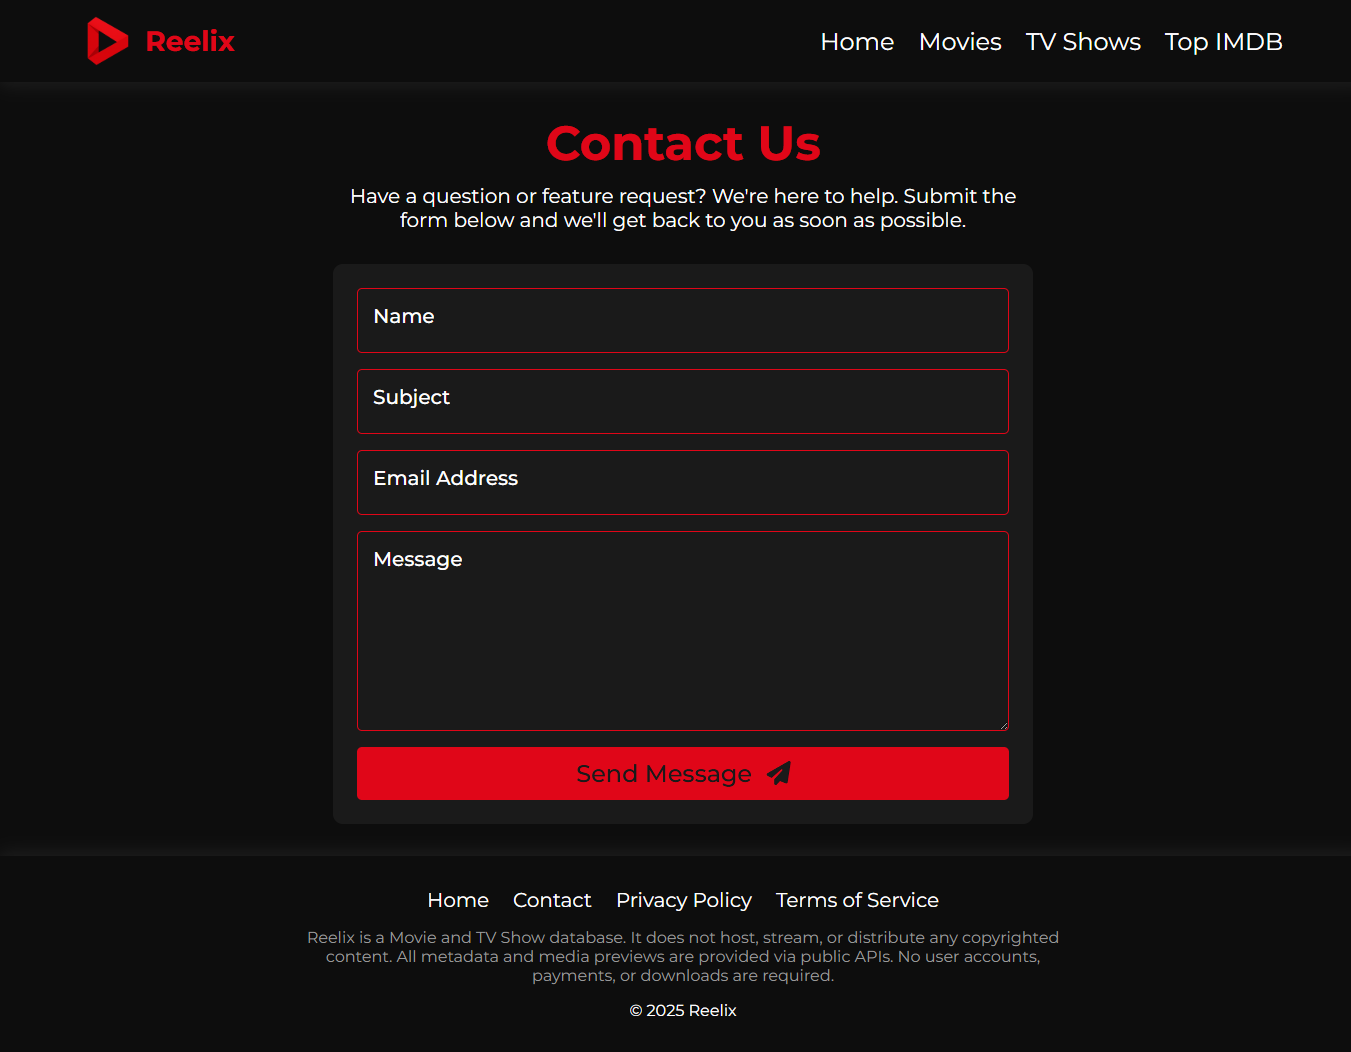 Reelix
Home Movies TV Shows Top IMDB
Contact Us
Have a question or feature request? We're here to help. Submit the
form below and we'll get back to you as soon as possible.
Name
Subject
Email Address
Message
Send Message
Home Contact Privacy Policy Terms of Service
Reelix is a Movie and TV Show database. It does not host, stream, or distribute any copyrighted
content. All metadata and media previews are provided via public APIs. No user accounts,
payments, or downloads are required.
© 2025 Reelix